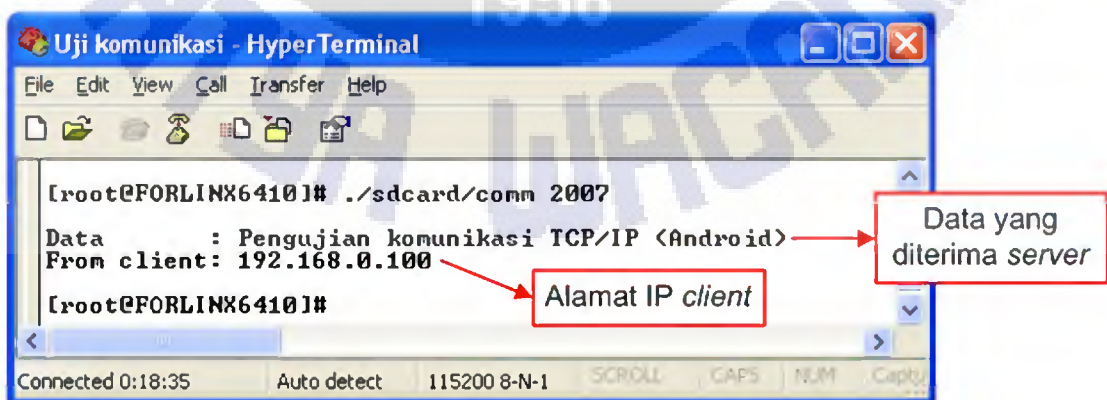 1958
Uji komunikasi - HyperTerminal
File Edit View Call Transfer Help
[root@FORLINX6410]# ./sdcard/comm 2007
Data : Pengujian komunikasi TCP/IP (Android)
From client: 192.168.0.100
[root@FORLINX6410]#
Data yang
diterima server
Alamat IP client
Connected 0:18:35 Auto detect 115200 8-N-1 SCROLL CAPS NUM